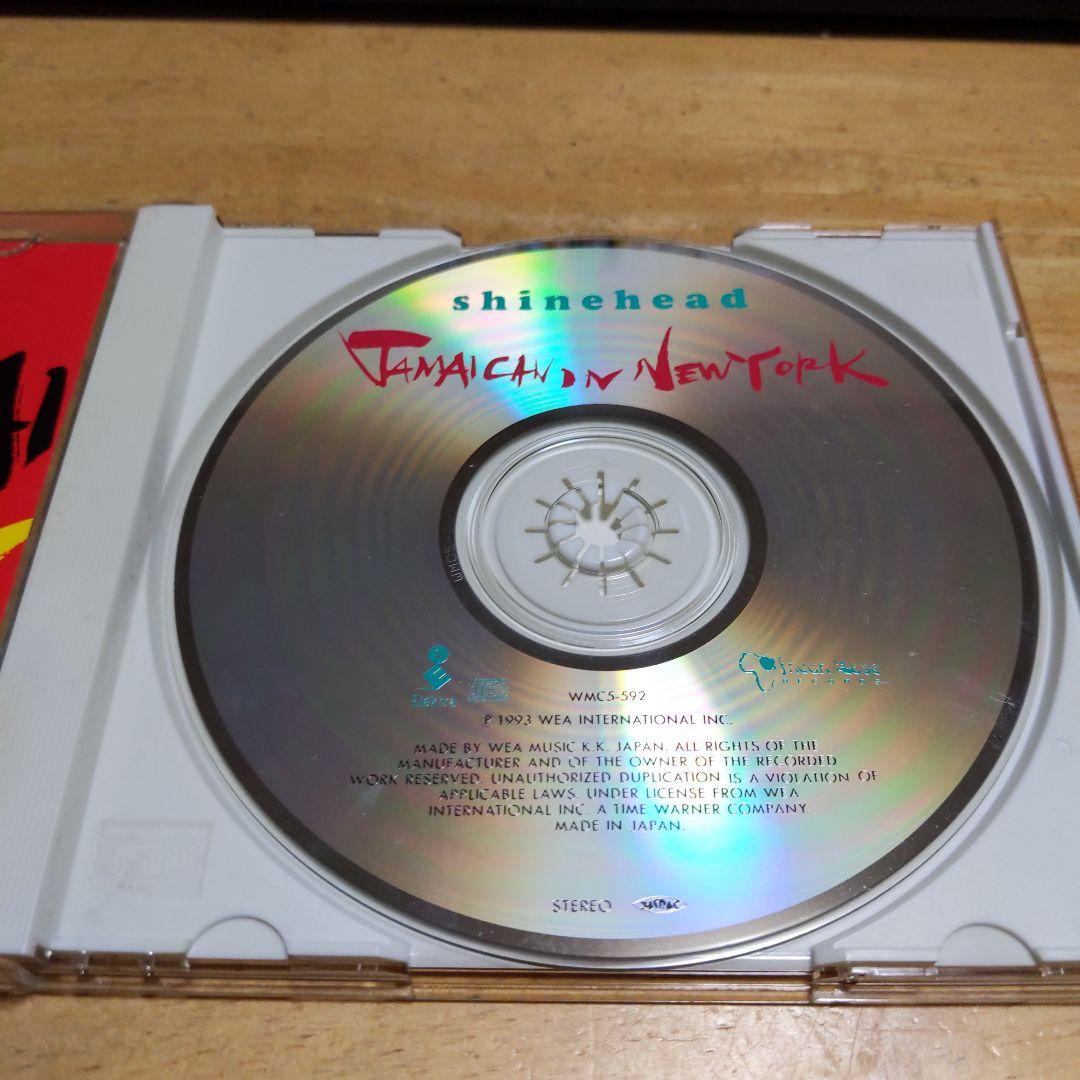 shinehead
JAMAICAN IN NEW YORK
Elektra
WMC5-592
℗ 1993 WEA INTERNATIONAL INC.
RECORDS
MADE BY WEA MUSIC K.K. JAPAN. ALL RIGHTS OF THE
MANUFACTURER AND OF THE OWNER OF THE RECORDED
WORK RESERVED. UNAUTHORIZED DUPLICATION IS A VIOLATION OF
APPLICABLE LAWS. UNDER LICENSE FROM WEA
INTERNATIONAL INC. A TIME WARNER COMPANY.
MADE IN JAPAN.
STEREO JASRAC